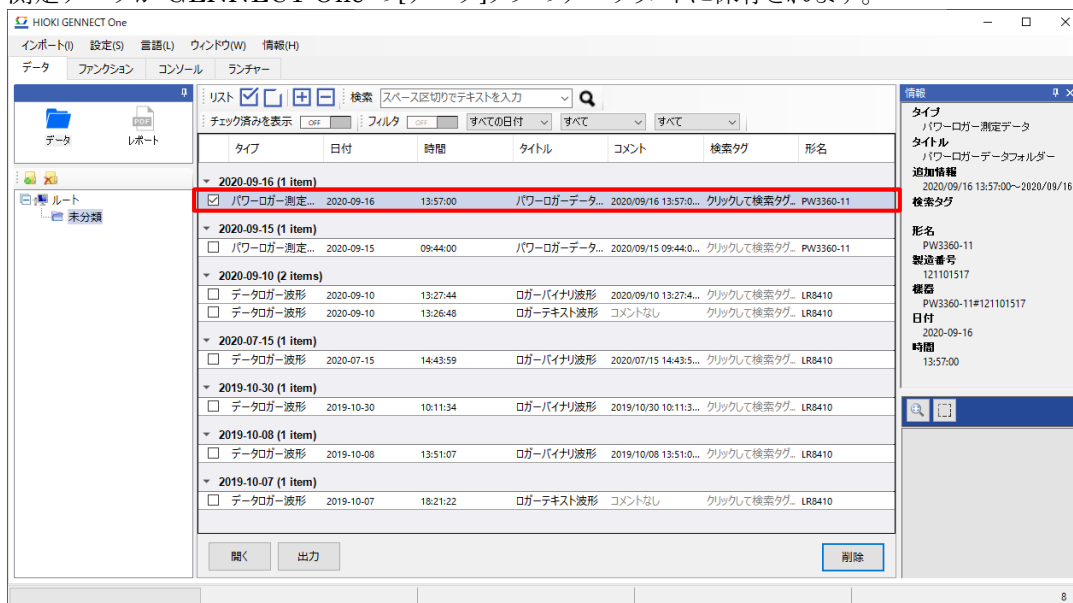 HIOKI GENNECT One
インポート(I) 設定(S) 言語(L) ウィンドウ(W) 情報(H)
データ ファンクション コンソール ランチャー
データ レポート
ルート
未分類
リスト 検索 スペース区切りでテキストを入力
チェック済みを表示 OFF フィルタ OFF すべての日付 すべて すべて
タイプ 日付 時間 タイトル コメント 検索タグ 形名
2020-09-16 (1 item)
パワーロガー測定... 2020-09-16 13:57:00 パワーロガーデータ... 2020/09/16 13:57:0... クリックして検索タグ... PW3360-11
2020-09-15 (1 item)
パワーロガー測定... 2020-09-15 09:44:00 パワーロガーデータ... 2020/09/15 09:44:0... クリックして検索タグ... PW3360-11
2020-09-10 (2 items)
データロガー波形 2020-09-10 13:27:44 ロガーバイナリ波形 2020/09/10 13:27:4... クリックして検索タグ... LR8410
データロガー波形 2020-09-10 13:26:48 ロガーテキスト波形 コメントなし クリックして検索タグ... LR8410
2020-07-15 (1 item)
データロガー波形 2020-07-15 14:43:59 ロガーバイナリ波形 2020/07/15 14:43:5... クリックして検索タグ... LR8410
2019-10-30 (1 item)
データロガー波形 2019-10-30 10:11:34 ロガーバイナリ波形 2019/10/30 10:11:3... クリックして検索タグ... LR8410
2019-10-08 (1 item)
データロガー波形 2019-10-08 13:51:07 ロガーバイナリ波形 2019/10/08 13:51:0... クリックして検索タグ... LR8410
2019-10-07 (1 item)
データロガー波形 2019-10-07 18:21:22 ロガーテキスト波形 コメントなし クリックして検索タグ... LR8410
開く 出力 削除
情報
タイプ
パワーロガー測定データ
タイトル
パワーロガーデータフォルダー
追加情報
2020/09/16 13:57:00～2020/09/16
検索タグ
形名
PW3360-11
製造番号
121101517
機器
PW3360-11#121101517
日付
2020-09-16
時間
13:57:00
8